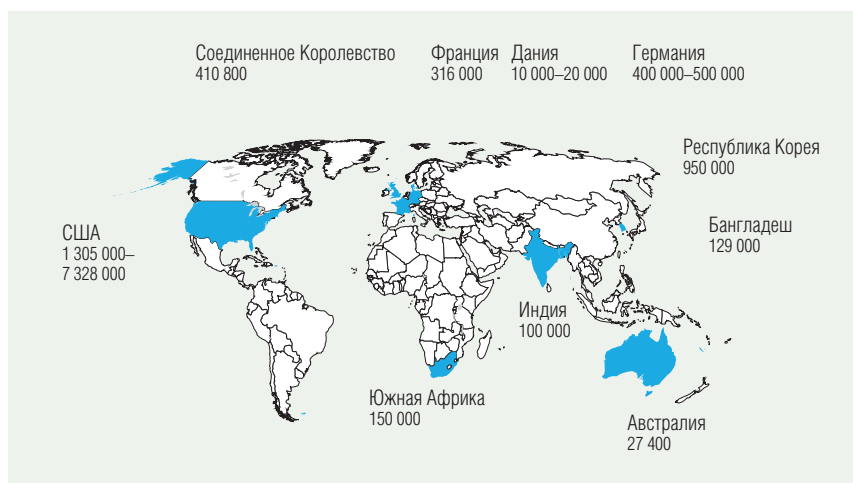 Соединенное Королевство
410 800
Франция
316 000
Дания
10 000–20 000
Германия
400 000–500 000
Республика Корея
950 000
США
1 305 000–
7 328 000
Бангладеш
129 000
Индия
100 000
Южная Африка
150 000
Австралия
27 400